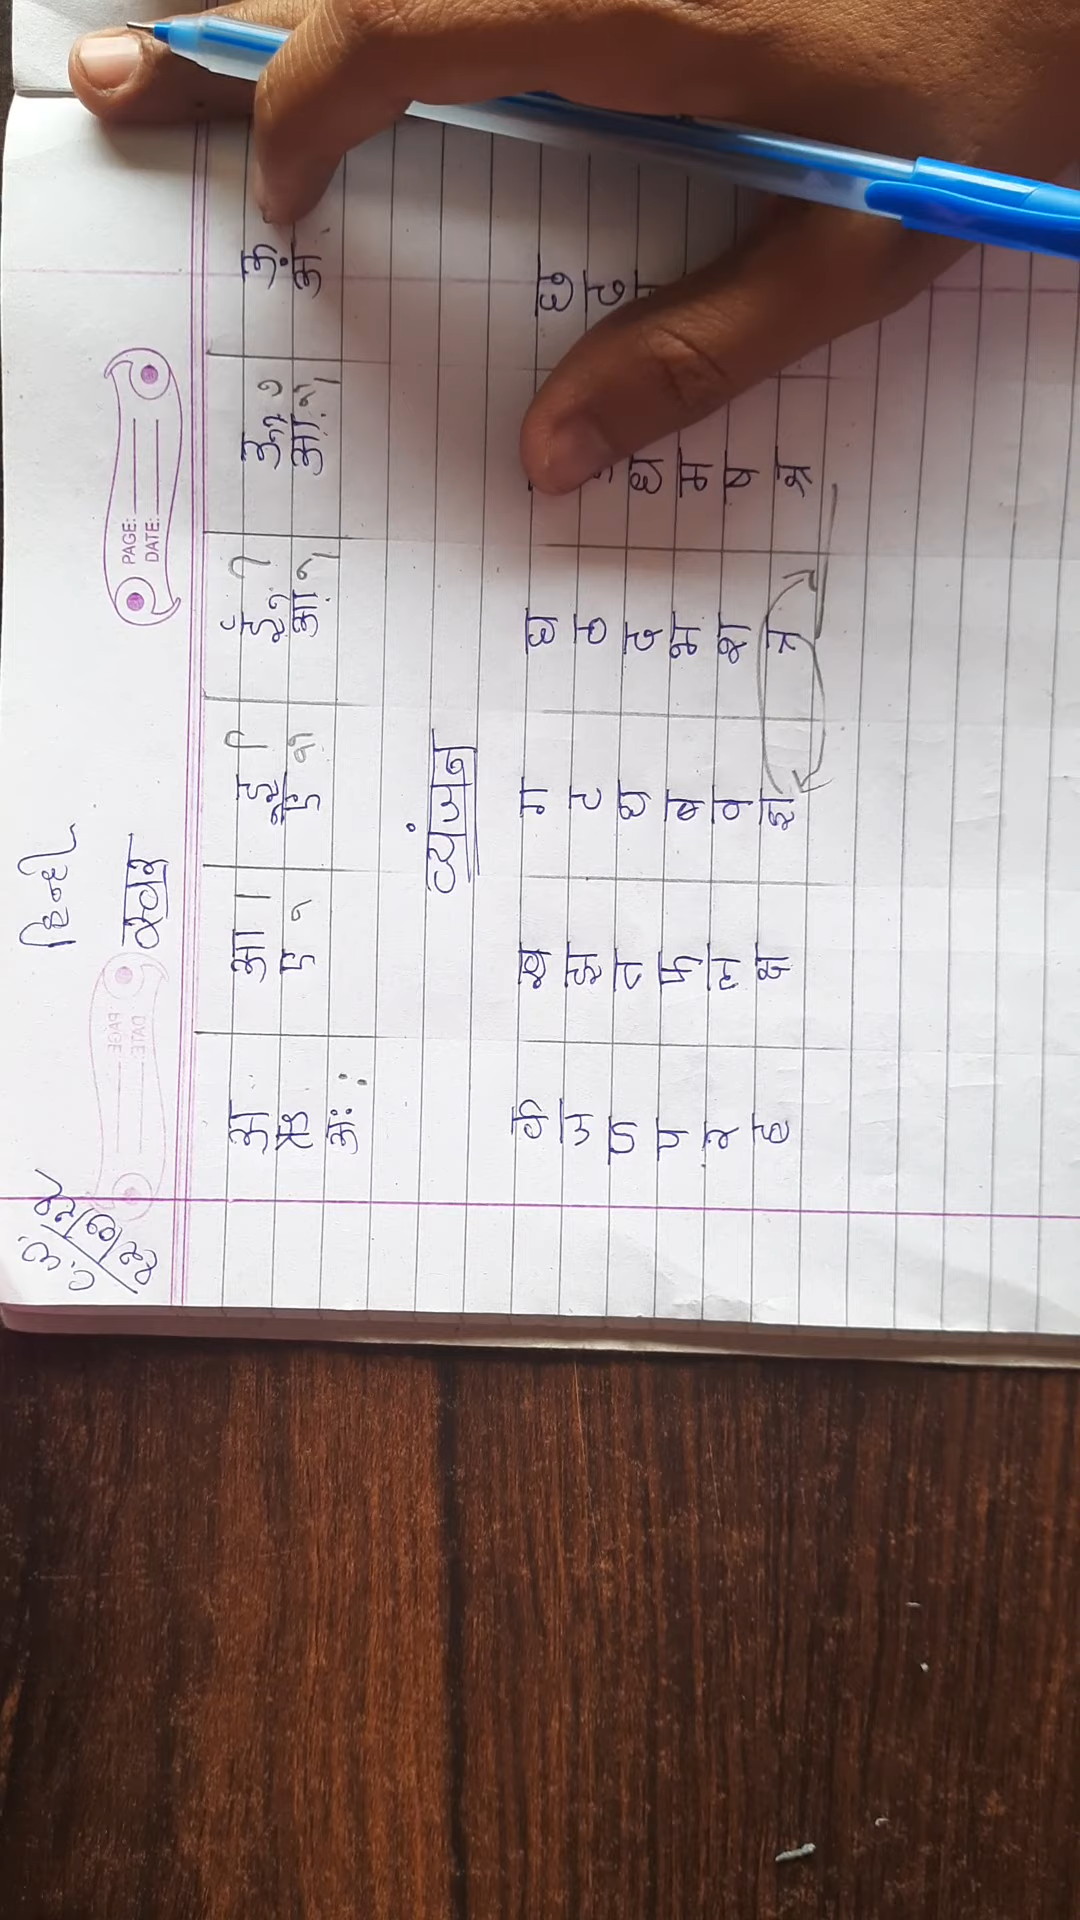 हिन्दी
PAGE:
DATE:
स्वर
अ आ ा इ ि ई ी उ ु ऊ
ऋ ए े ऐ ै ओ ो औ ौ अं
अः ः
व्यंजन
क ख ग घ छ
ज झ ट ठ ढ
ण त थ द ध
प फ ब भ म
र ल व श ष
ह क्ष ज्ञ त्र श्र